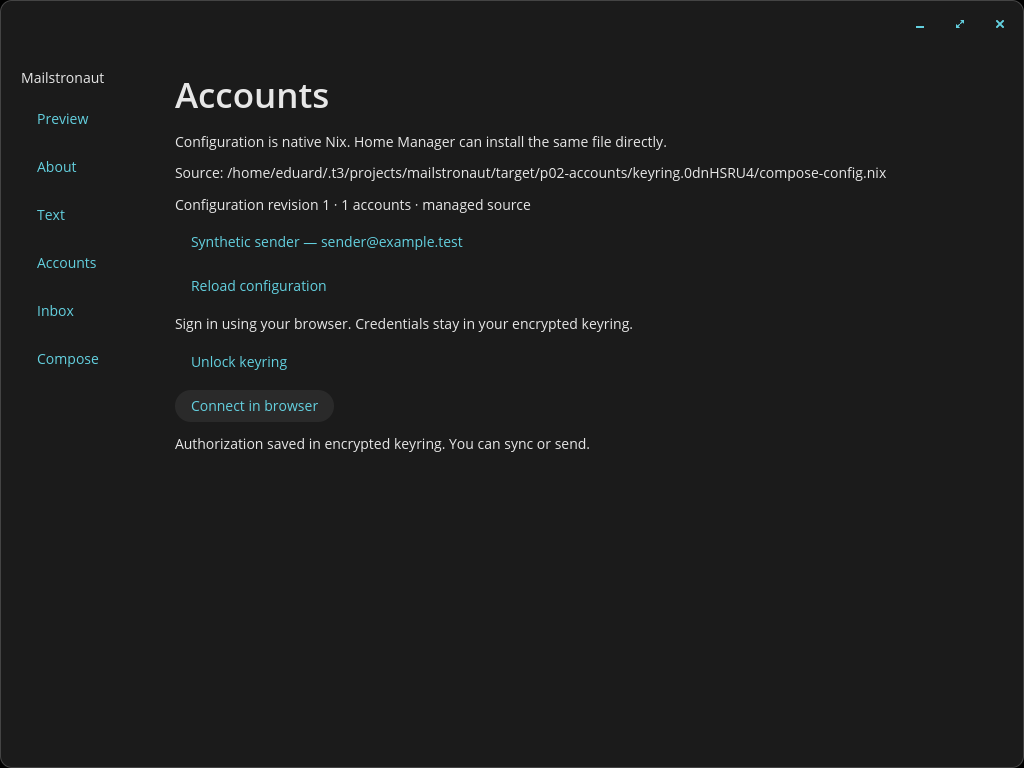 Mailstronaut
Preview
About
Text
Accounts
Inbox
Compose
Accounts
Configuration is native Nix. Home Manager can install the same file directly.
Source: /home/eduard/.t3/projects/mailstronaut/target/p02-accounts/keyring.0dnHSRU4/compose-config.nix
Configuration revision 1 · 1 accounts · managed source
Synthetic sender — sender@example.test
Reload configuration
Sign in using your browser. Credentials stay in your encrypted keyring.
Unlock keyring
Connect in browser
Authorization saved in encrypted keyring. You can sync or send.